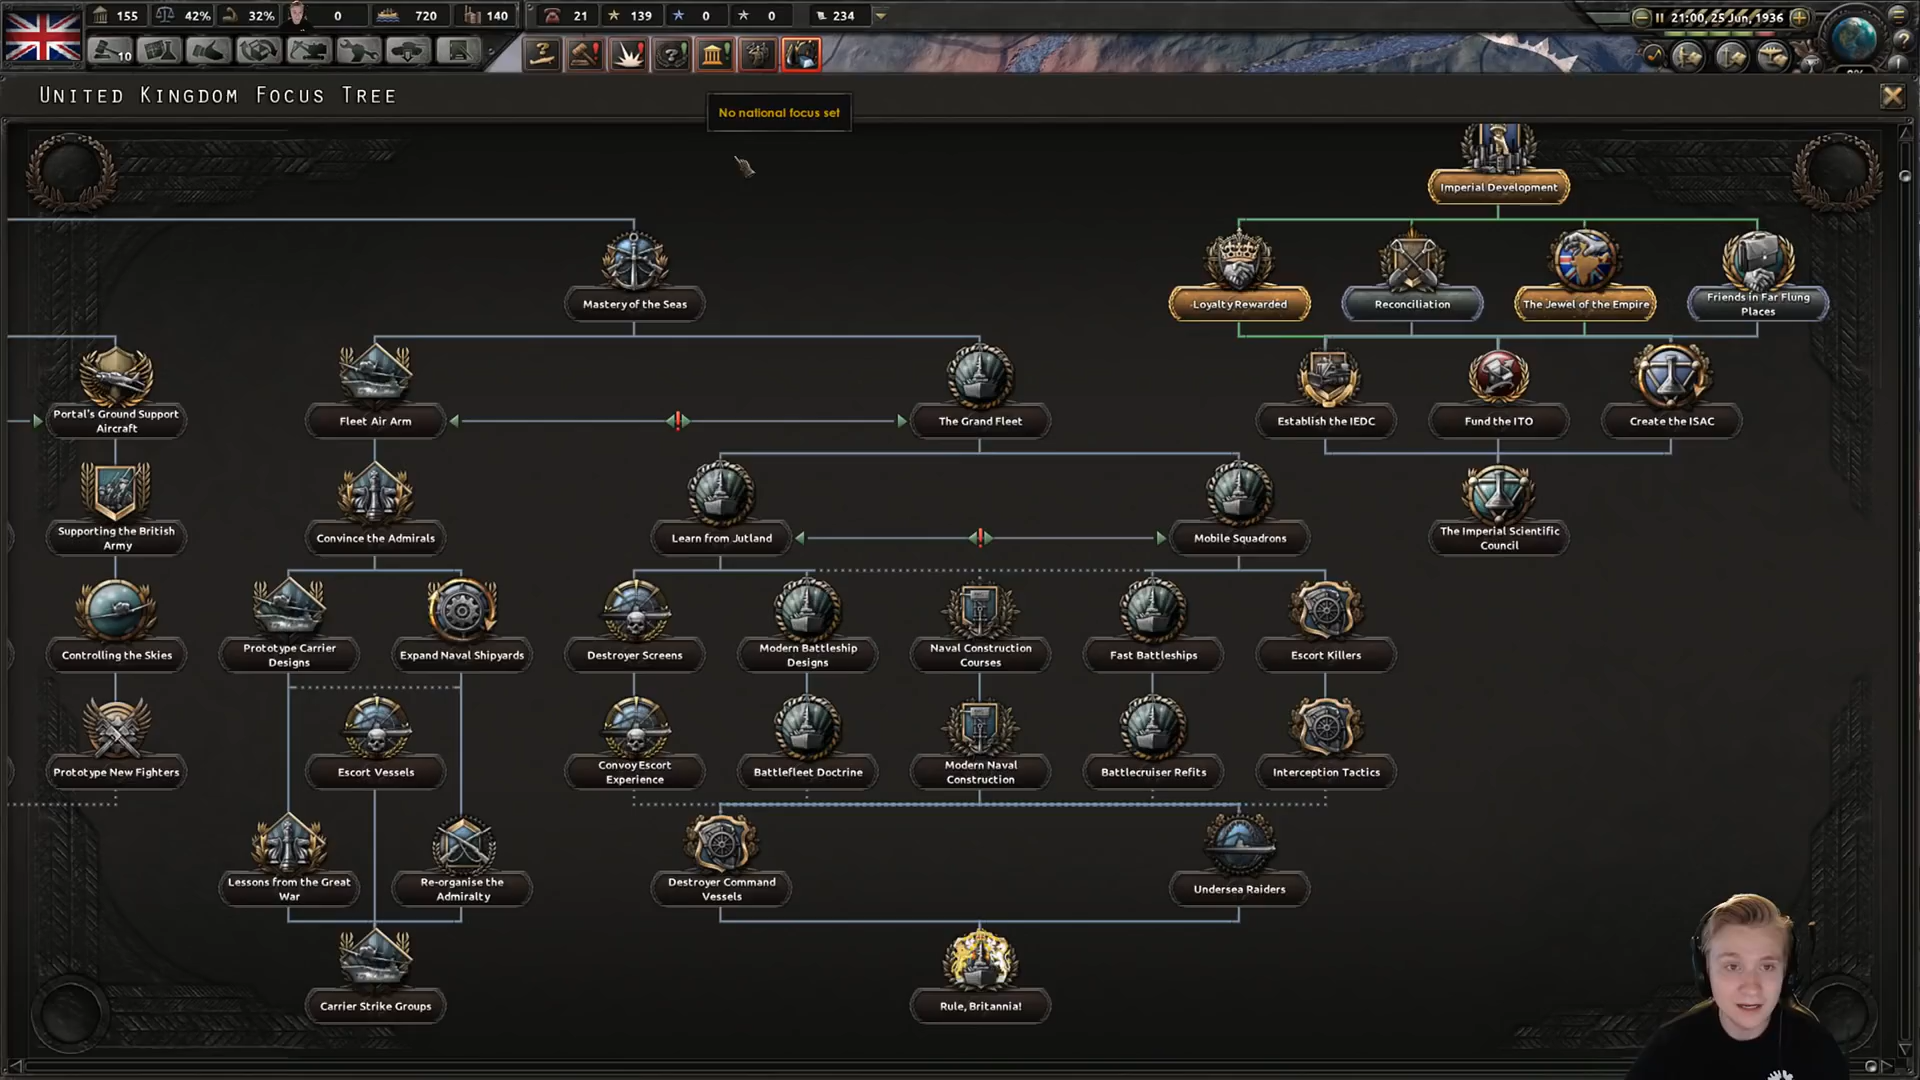 155
42%
32%
0
720
140
21
139
0
0
234
21:00, 25 Jun, 1936
10
United Kingdom Focus Tree
No national focus set
Imperial Development
Mastery of the Seas
Loyalty Rewarded
Reconciliation
The Jewel of the Empire
Friends in Far Flung
Places
Portal's Ground Support
Aircraft
Fleet Air Arm
The Grand Fleet
Establish the IEDC
Fund the ITO
Create the ISAC
Supporting the British
Army
Convince the Admirals
Learn from Jutland
Mobile Squadrons
The Imperial Scientific
Council
Controlling the Skies
Prototype Carrier
Designs
Expand Naval Shipyards
Destroyer Screens
Modern Battleship
Designs
Naval Construction
Courses
Fast Battleships
Escort Killers
Prototype New Fighters
Escort Vessels
Convoy Escort
Experience
Battlefleet Doctrine
Modern Naval
Construction
Battlecruiser Refits
Interception Tactics
Lessons from the Great
War
Re-organise the
Admiralty
Destroyer Command
Vessels
Undersea Raiders
Carrier Strike Groups
Rule, Britannia!